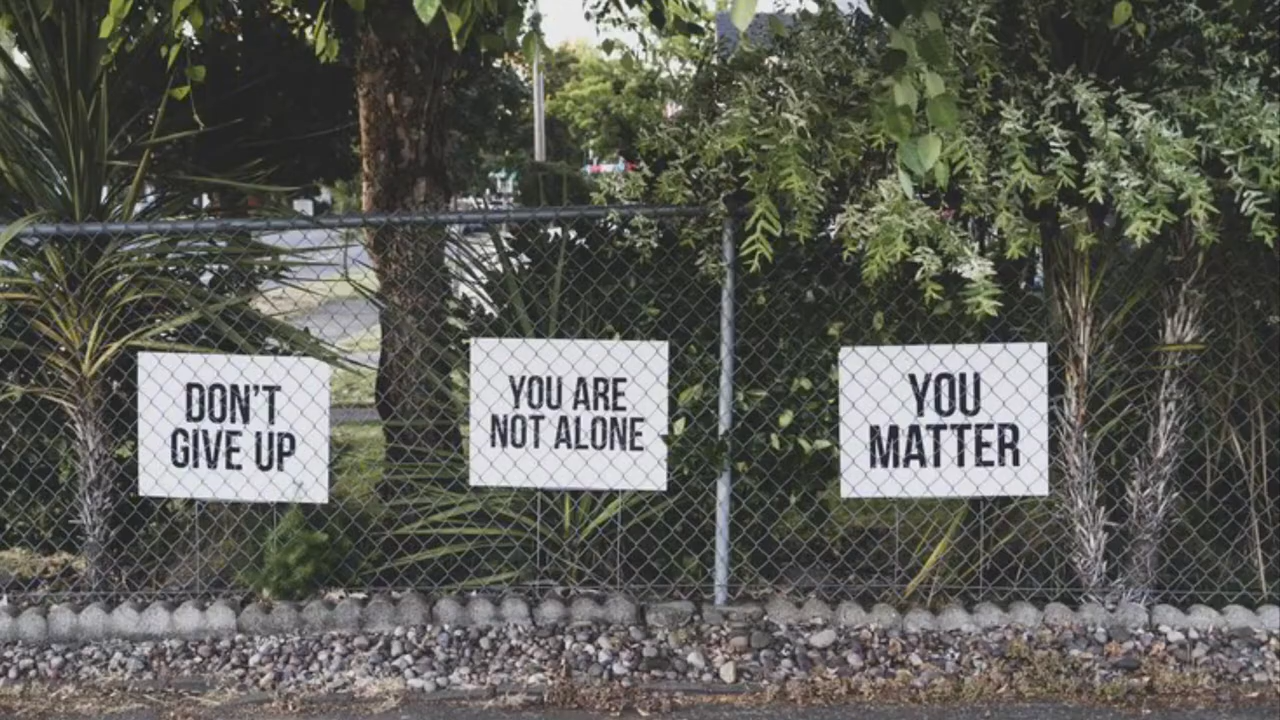 DON'T
GIVE UP
YOU ARE
NOT ALONE
YOU
MATTER